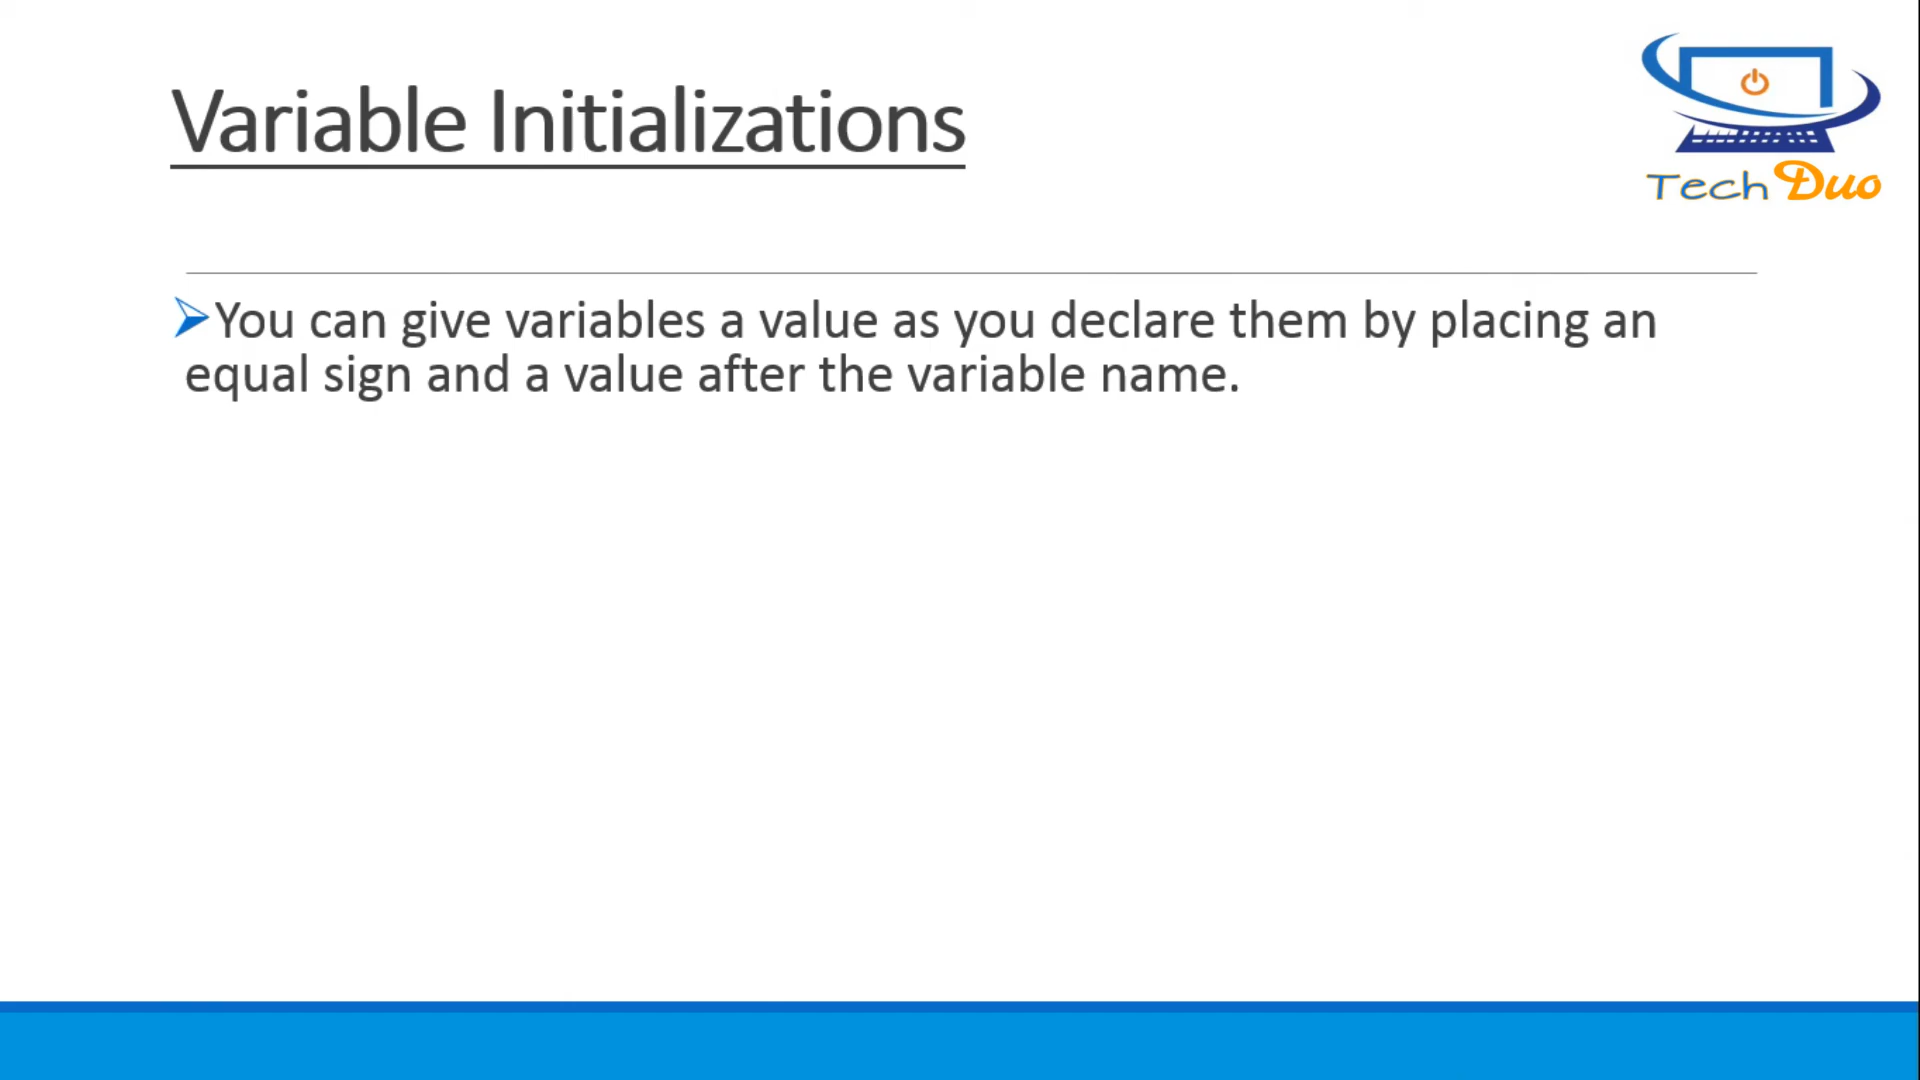 Variable Initializations
Tech Duo
You can give variables a value as you declare them by placing an
equal sign and a value after the variable name.